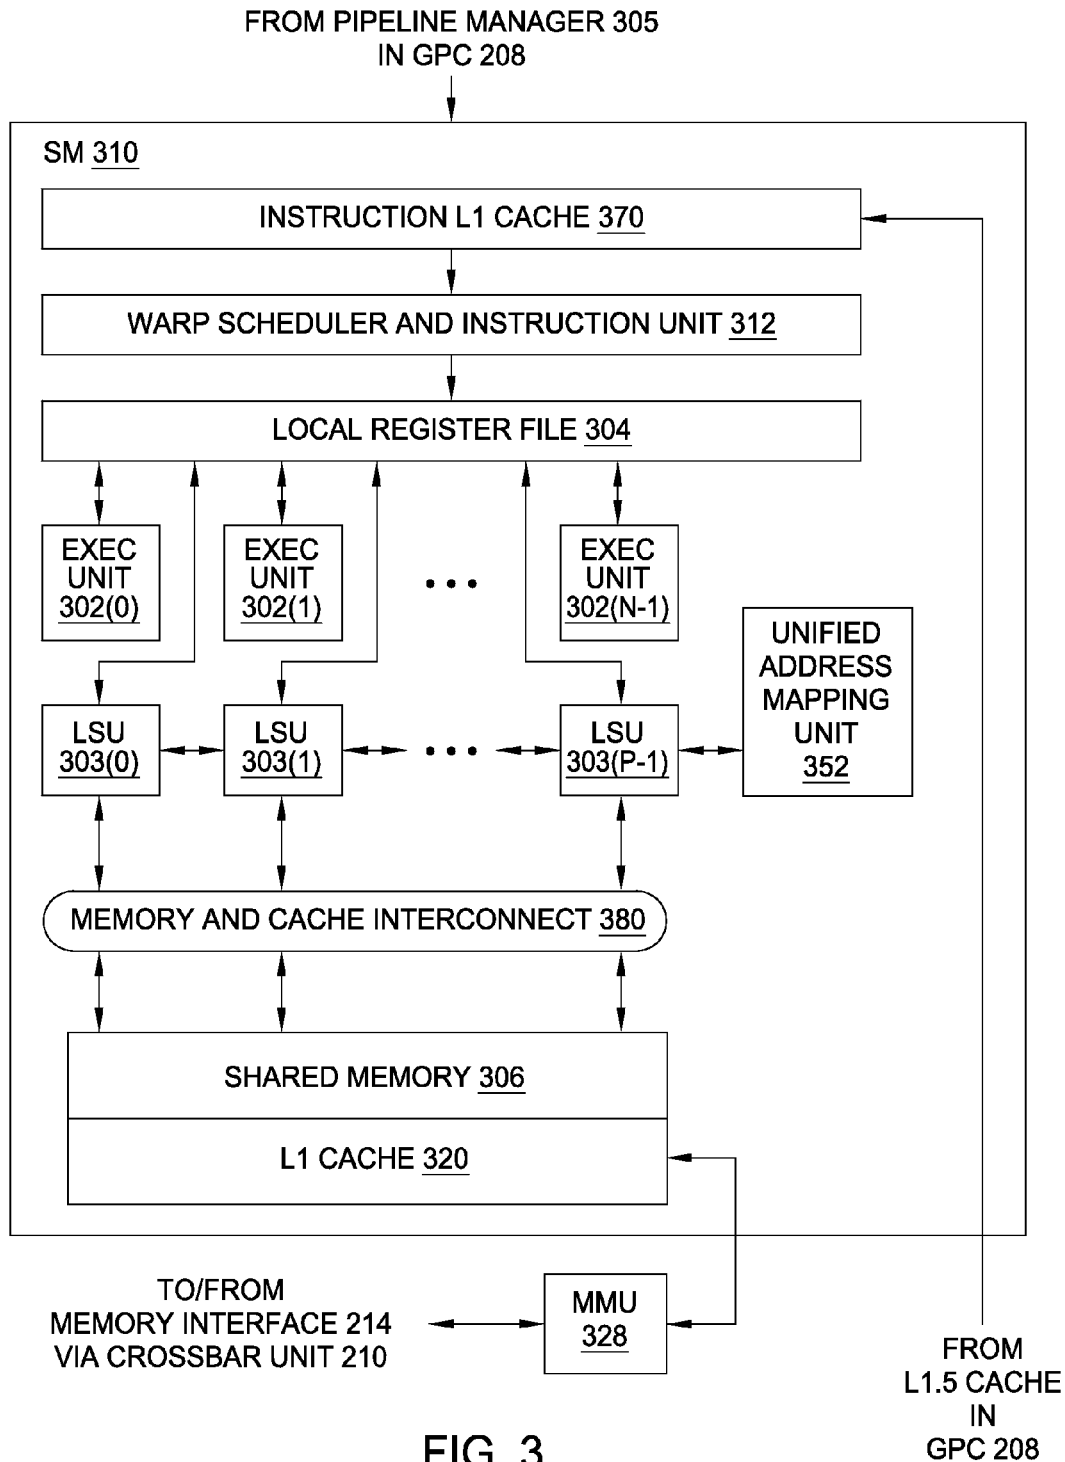 FROM PIPELINE MANAGER 305
IN GPC 208
SM 310
INSTRUCTION L1 CACHE 370
WARP SCHEDULER AND INSTRUCTION UNIT 312
LOCAL REGISTER FILE 304
EXEC
UNIT
302(0)
EXEC
UNIT
302(1)
EXEC
UNIT
302(N-1)
UNIFIED
ADDRESS
MAPPING
UNIT
352
LSU
303(0)
LSU
303(1)
LSU
303(P-1)
MEMORY AND CACHE INTERCONNECT 380
SHARED MEMORY 306
L1 CACHE 320
TO/FROM
MEMORY INTERFACE 214
VIA CROSSBAR UNIT 210
MMU
328
FROM
L1.5 CACHE
IN
GPC 208
FIG. 3